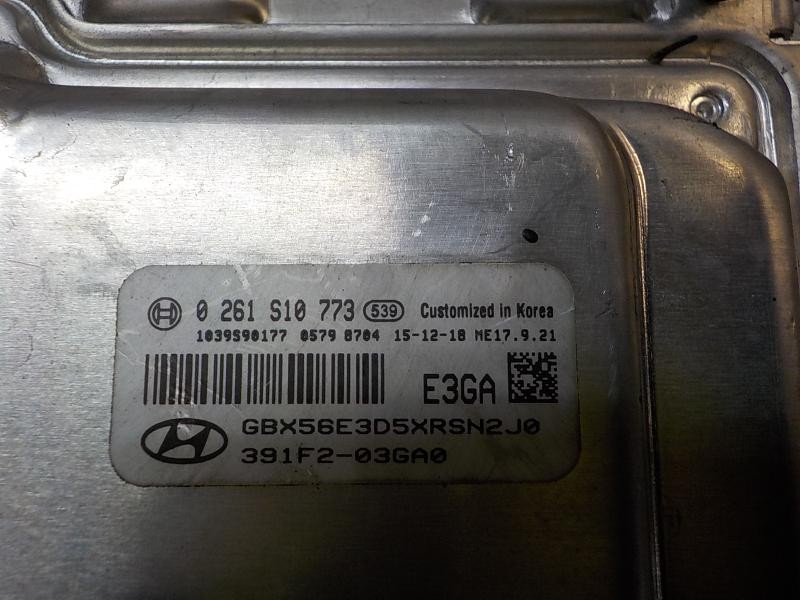 0 261 S10 773 539 Customized in Korea
1039S90177 0579 8704 15-12-18 ME17.9.21
E3GA
GBX56E3D5XRSN2J0
391F2-03GA0